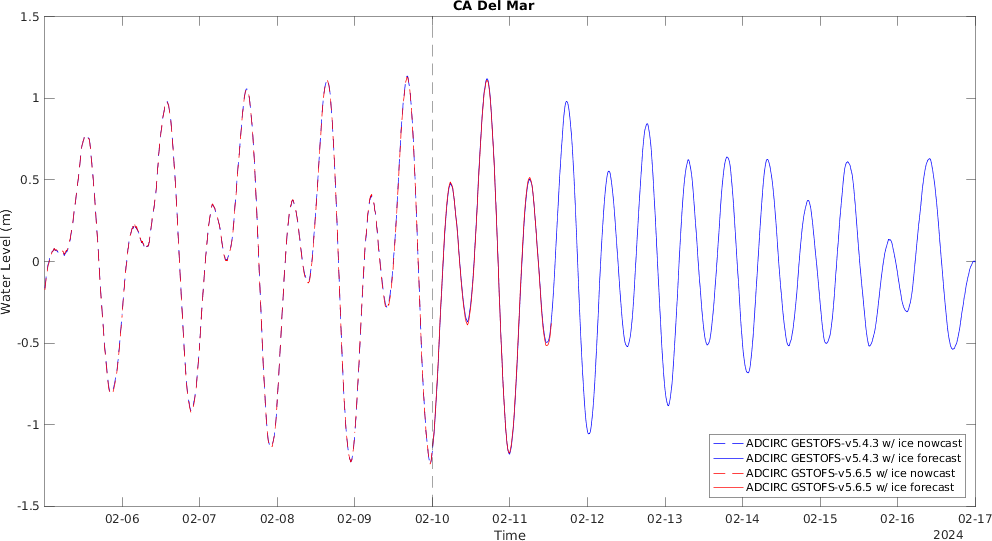 CA Del Mar
1.5
1
0.5
0
-0.5
-1
-1.5
Water Level (m)
02-06 02-07 02-08 02-09 02-10 02-11 02-12 02-13 02-14 02-15 02-16 02-17
Time
2024
ADCIRC GESTOFS-v5.4.3 w/ ice nowcast
ADCIRC GESTOFS-v5.4.3 w/ ice forecast
ADCIRC GSTOFS-v5.6.5 w/ ice nowcast
ADCIRC GSTOFS-v5.6.5 w/ ice forecast